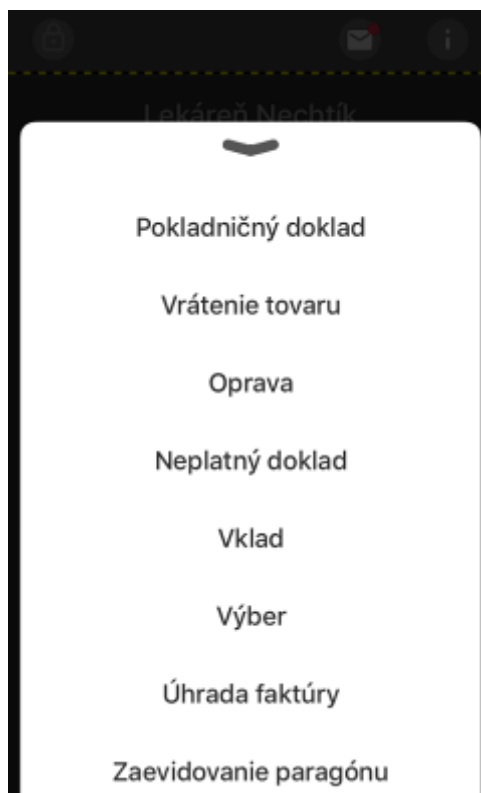 Lekáreň Nechtík
Pokladničný doklad
Vrátenie tovaru
Oprava
Neplatný doklad
Vklad
Výber
Úhrada faktúry
Zaevidovanie paragónu